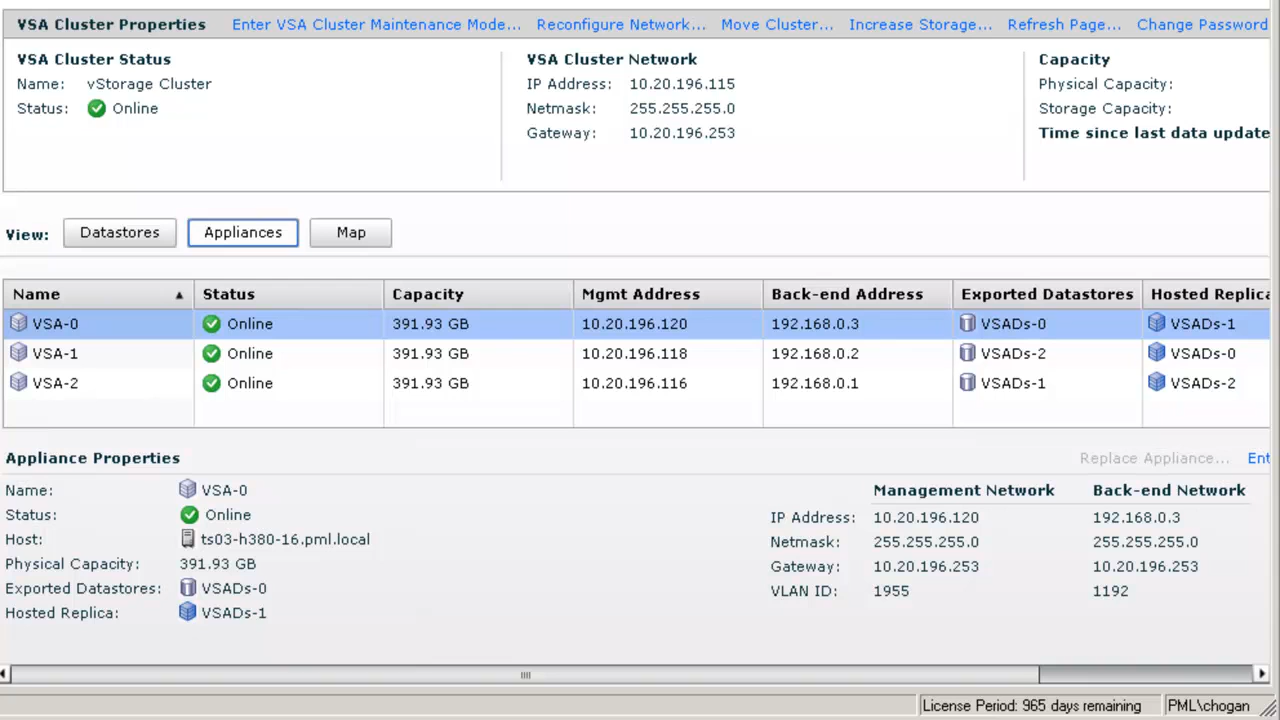 VSA Cluster Properties Enter VSA Cluster Maintenance Mode... Reconfigure Network... Move Cluster... Increase Storage... Refresh Page... Change Password
VSA Cluster Status VSA Cluster Network Capacity
Name: vStorage Cluster IP Address: 10.20.196.115 Physical Capacity:
Status: Online Netmask: 255.255.255.0 Storage Capacity:
Gateway: 10.20.196.253 Time since last data update
View: Datastores Appliances Map
Name Status Capacity Mgmt Address Back-end Address Exported Datastores Hosted Replica
VSA-0 Online 391.93 GB 10.20.196.120 192.168.0.3 VSADs-0 VSADs-1
VSA-1 Online 391.93 GB 10.20.196.118 192.168.0.2 VSADs-2 VSADs-0
VSA-2 Online 391.93 GB 10.20.196.116 192.168.0.1 VSADs-1 VSADs-2
Appliance Properties Replace Appliance... Ent
Name: VSA-0 Management Network Back-end Network
Status: Online IP Address: 10.20.196.120 192.168.0.3
Host: ts03-h380-16.pml.local Netmask: 255.255.255.0 255.255.255.0
Physical Capacity: 391.93 GB Gateway: 10.20.196.253 10.20.196.253
Exported Datastores: VSADs-0 VLAN ID: 1955 1192
Hosted Replica: VSADs-1
License Period: 965 days remaining PML\chogan